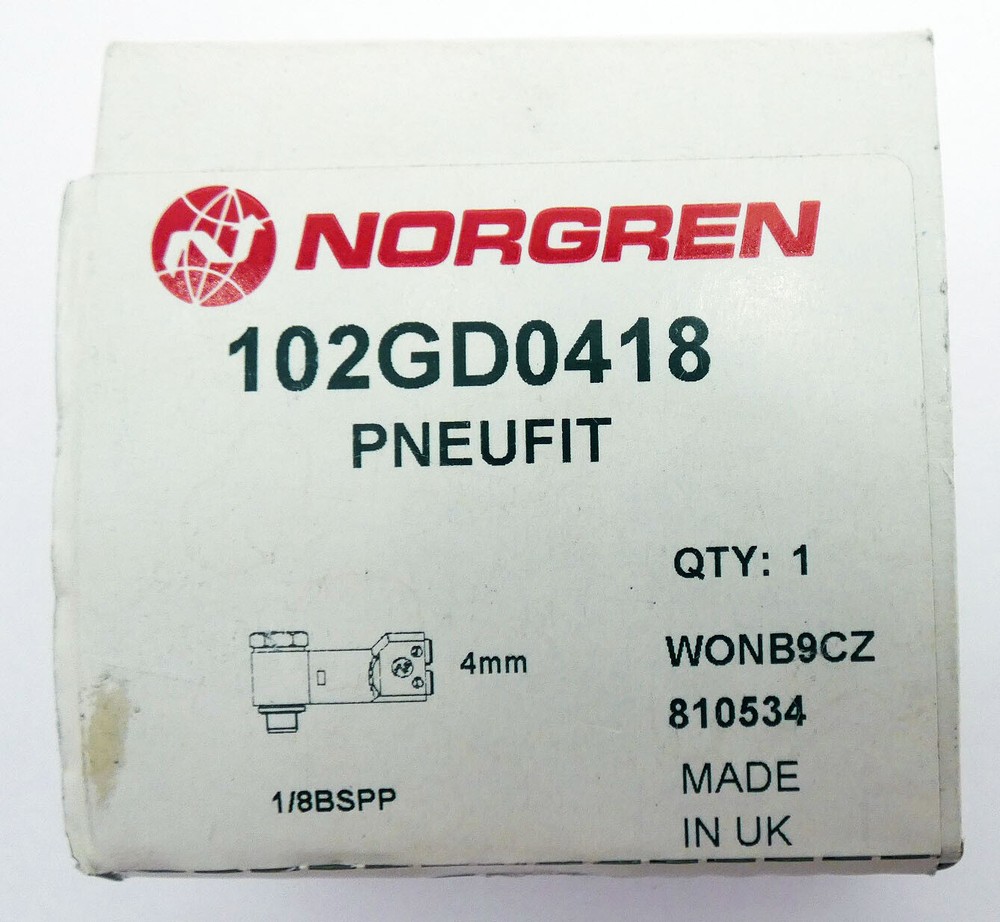 NORGREN
102GD0418
PNEUFIT
QTY: 1
4mm
WONB9CZ
810534
1/8BSPP
MADE
IN UK